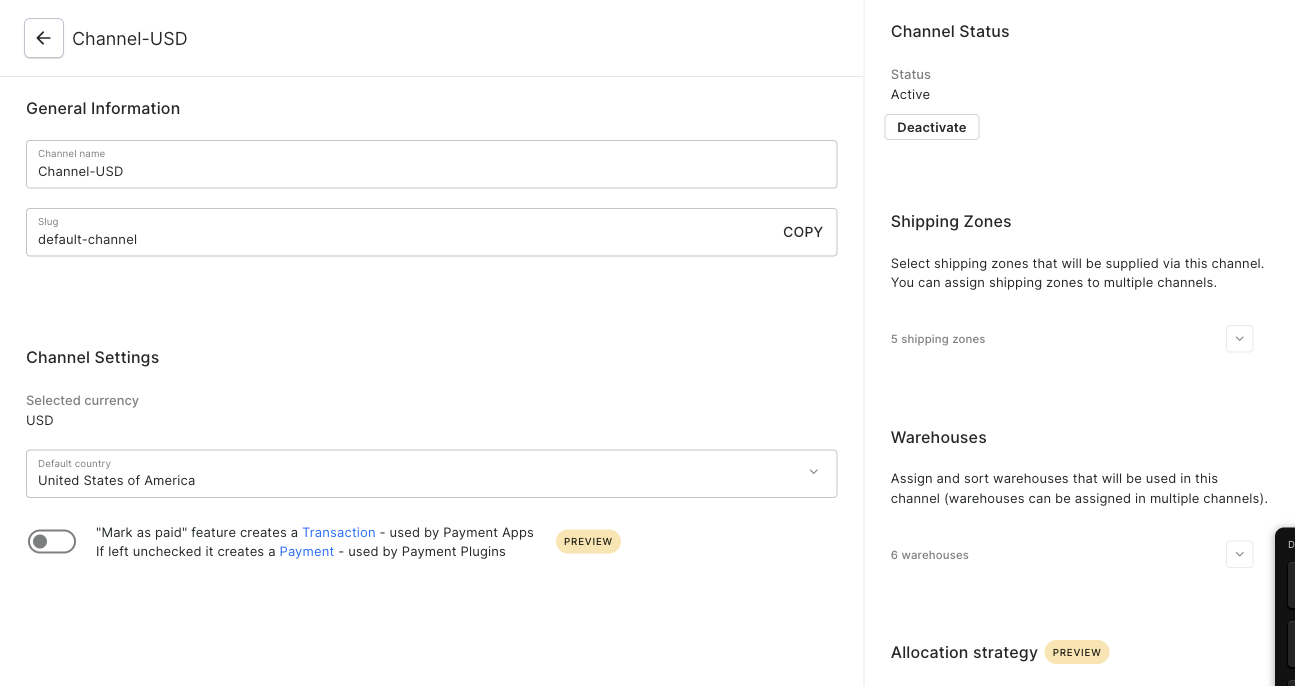 Channel-USD
General Information
Channel name
Channel-USD
Slug
default-channel
COPY
Channel Settings
Selected currency
USD
Default country
United States of America
"Mark as paid" feature creates a Transaction - used by Payment Apps
If left unchecked it creates a Payment - used by Payment Plugins
PREVIEW
Channel Status
Status
Active
Deactivate
Shipping Zones
Select shipping zones that will be supplied via this channel.
You can assign shipping zones to multiple channels.
5 shipping zones
Warehouses
Assign and sort warehouses that will be used in this
channel (warehouses can be assigned in multiple channels).
6 warehouses
Allocation strategy
PREVIEW